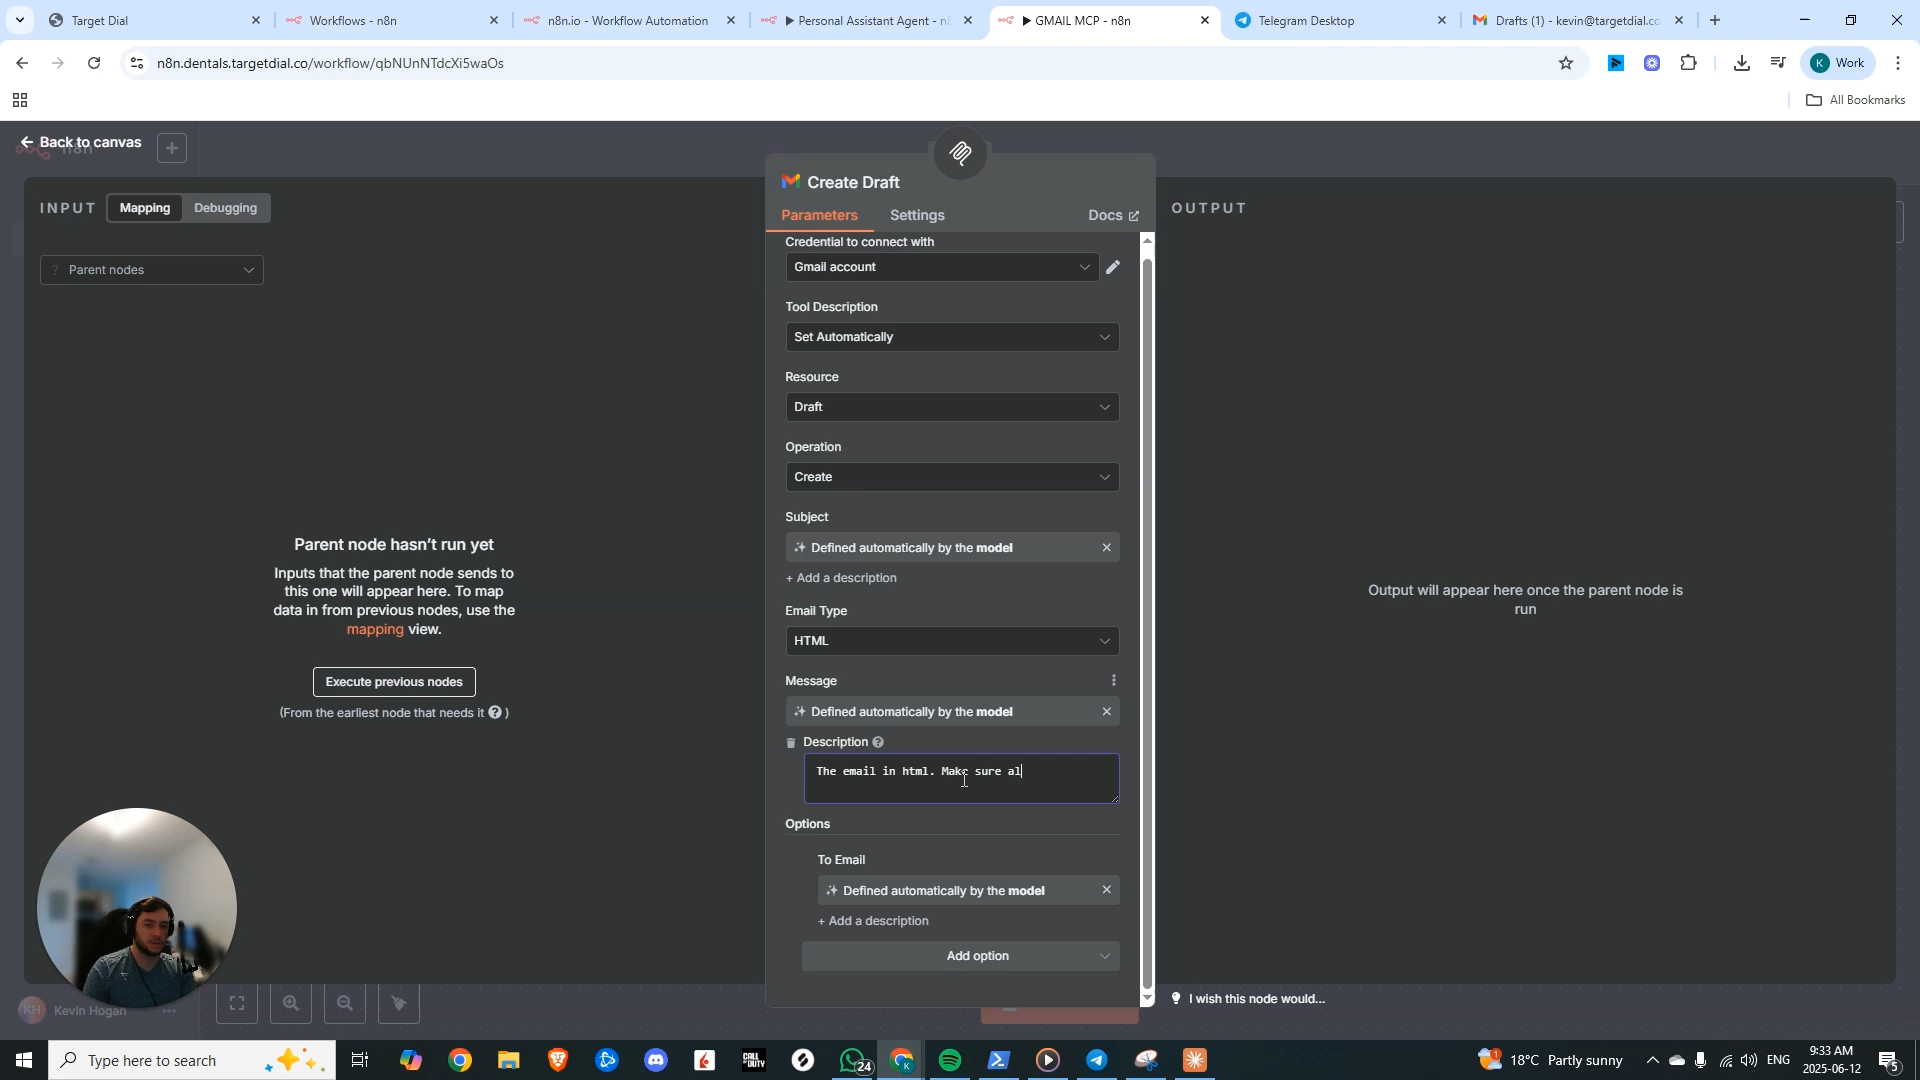 Target Dial
Workflows - n8n
n8n.io - Workflow Automation
▶ Personal Assistant Agent - n8
▶ GMAIL MCP - n8n
Telegram Desktop
Drafts (1) - kevin@targetdial.co
n8n.dentals.targetdial.co/workflow/qbNUnNTdcXi5waOs
K Work
All Bookmarks
← Back to canvas
n8n
INPUT
Mapping
Debugging
Parent nodes
Parent node hasn't run yet
Inputs that the parent node sends to
this one will appear here. To map
data in from previous nodes, use the
mapping view.
Execute previous nodes
(From the earliest node that needs it ?)
Create Draft
Parameters
Settings
Docs
Credential to connect with
Gmail account
Tool Description
Set Automatically
Resource
Draft
Operation
Create
Subject
Defined automatically by the model
+ Add a description
Email Type
HTML
Message
Defined automatically by the model
Description ?
The email in html. Make sure al
Options
To Email
Defined automatically by the model
+ Add a description
Add option
OUTPUT
Output will appear here once the parent node is
run
I wish this node would...
KH Kevin Hogan
Type here to search
CALL OF DUTY
24
K
18°C Partly sunny
ENG
9:33 AM
2025-06-12
5